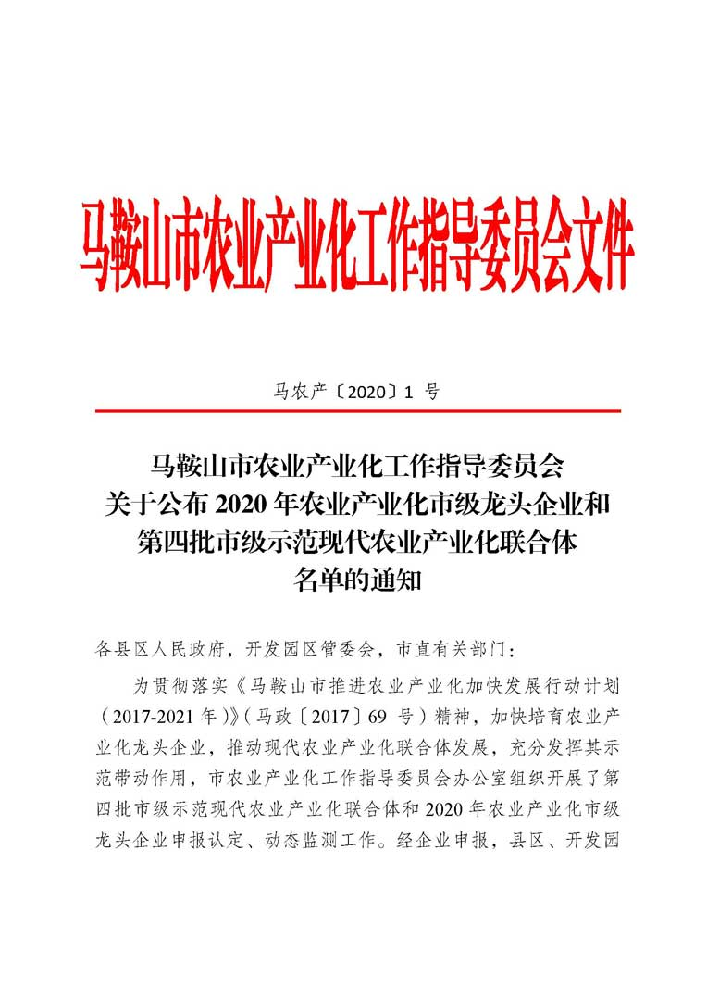 马鞍山市农业产业化工作指导委员会文件
马农产〔2020〕1 号
马鞍山市农业产业化工作指导委员会
关于公布 2020 年农业产业化市级龙头企业和
第四批市级示范现代农业产业化联合体
名单的通知
各县区人民政府，开发园区管委会，市直有关部门：
为贯彻落实《马鞍山市推进农业产业化加快发展行动计划
（2017-2021 年）》（马政〔2017〕69 号）精神，加快培育农业产
业化龙头企业，推动现代农业产业化联合体发展，充分发挥其示
范带动作用，市农业产业化工作指导委员会办公室组织开展了第
四批市级示范现代农业产业化联合体和 2020 年农业产业化市级
龙头企业申报认定、动态监测工作。经企业申报，县区、开发园